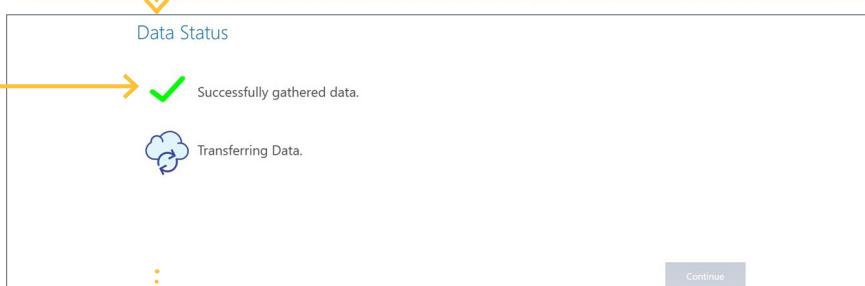 Data Status
Successfully gathered data.
Transferring Data.
Continue